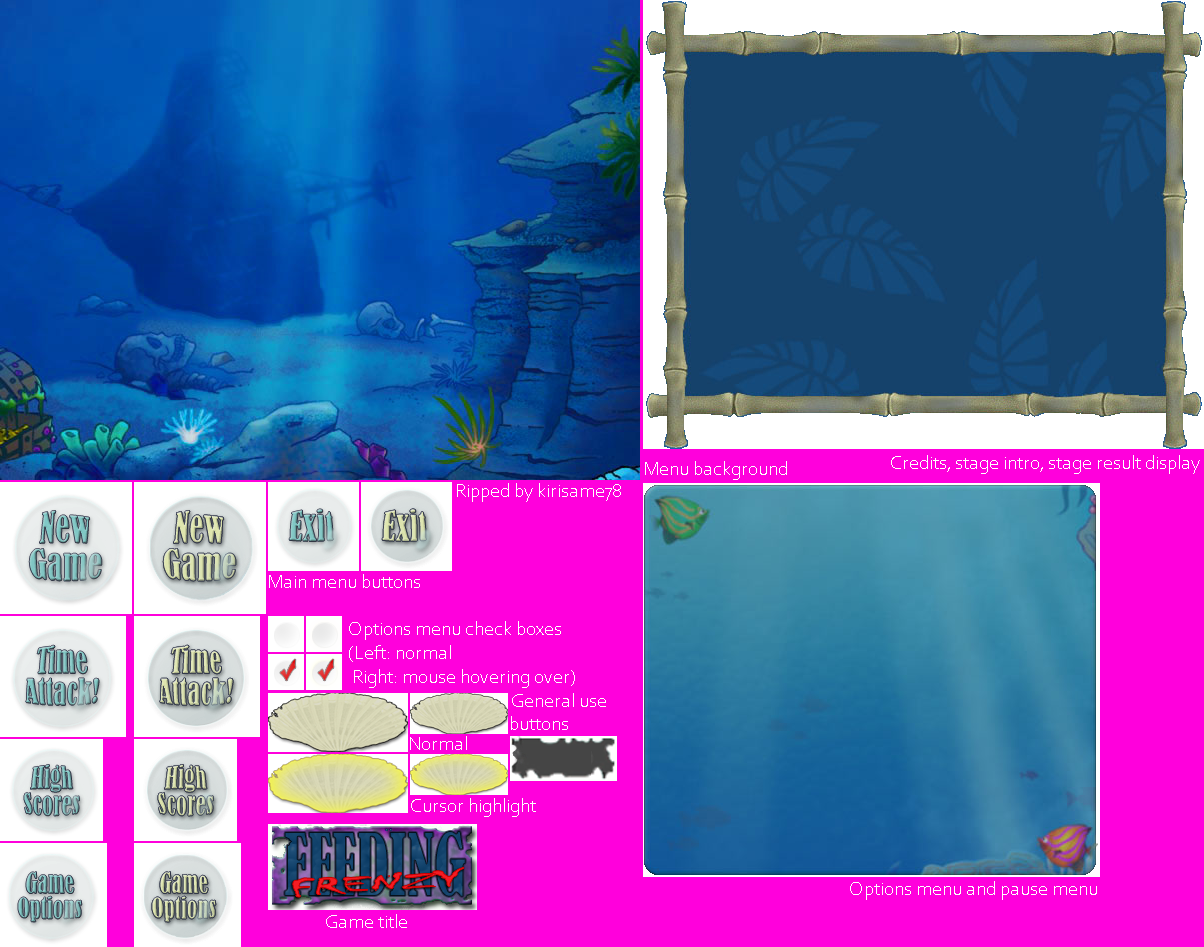 Menu background
Credits, stage intro, stage result display
Ripped by kirisame78
New
Game
New
Game
Exit
Exit
Main menu buttons
Time
Attack!
Time
Attack!
Options menu check boxes
(Left: normal
Right: mouse hovering over)
General use
buttons
Normal
Cursor highlight
High
Scores
High
Scores
FEEDING
FRENZY
Game title
Game
Options
Game
Options
Options menu and pause menu